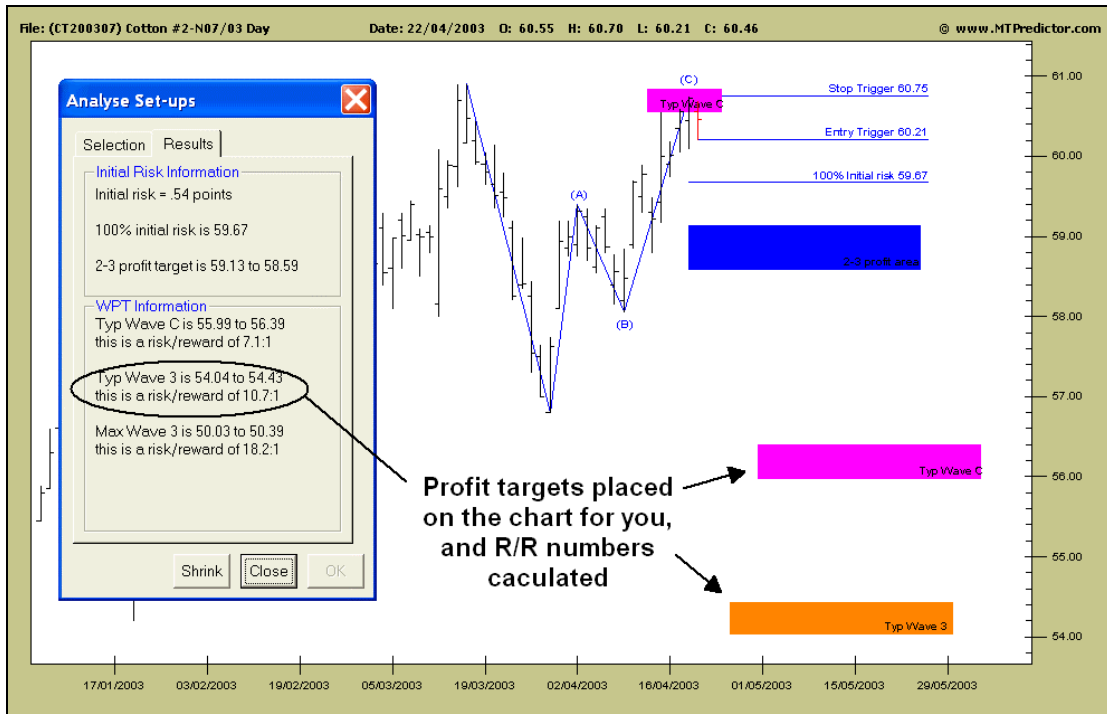 File: (CT200307) Cotton #2-N07/03 Day Date: 22/04/2003 O: 60.55 H: 60.70 L: 60.21 C: 60.46 © www.MTPredictor.com
Analyse Set-ups
Selection Results
Initial Risk Information
Initial risk = .54 points
100% initial risk is 59.67
2-3 profit target is 59.13 to 58.59
WPT Information
Typ Wave C is 55.99 to 56.39
this is a risk/reward of 7.1:1
Typ Wave 3 is 54.04 to 54.43
this is a risk/reward of 10.7:1
Max Wave 3 is 50.03 to 50.39
this is a risk/reward of 18.2:1
Shrink Close OK
(C)
Typ Wave C
Stop Trigger 60.75
Entry Trigger 60.21
100% Initial risk 59.67
(A)
(B)
2-3 profit area
Profit targets placed
on the chart for you,
and R/R numbers
caculated
Typ Wave C
Typ Wave 3
61.00
60.00
59.00
58.00
57.00
56.00
55.00
54.00
17/01/2003 03/02/2003 19/02/2003 05/03/2003 19/03/2003 02/04/2003 16/04/2003 01/05/2003 15/05/2003 29/05/2003